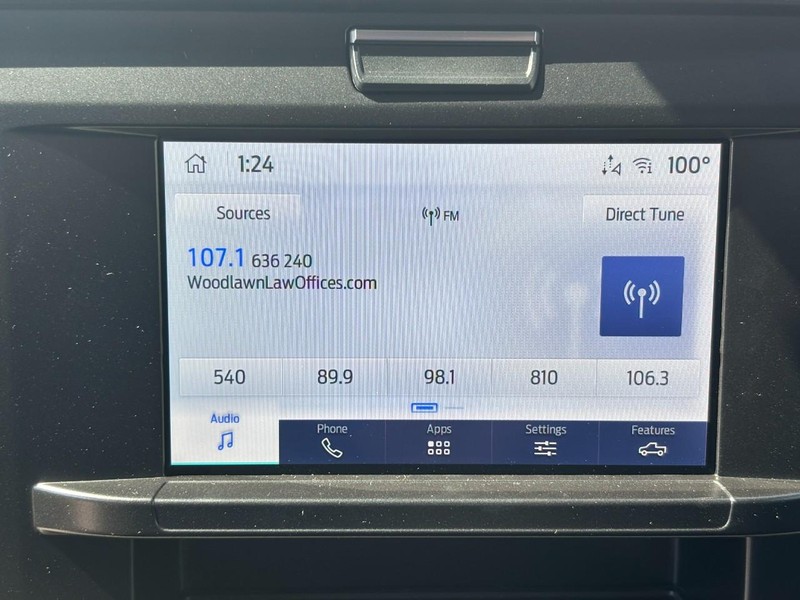 1:24
100°
Sources
FM
Direct Tune
107.1 636 240
WoodlawnLawOffices.com
540
89.9
98.1
810
106.3
Audio
Phone
Apps
Settings
Features